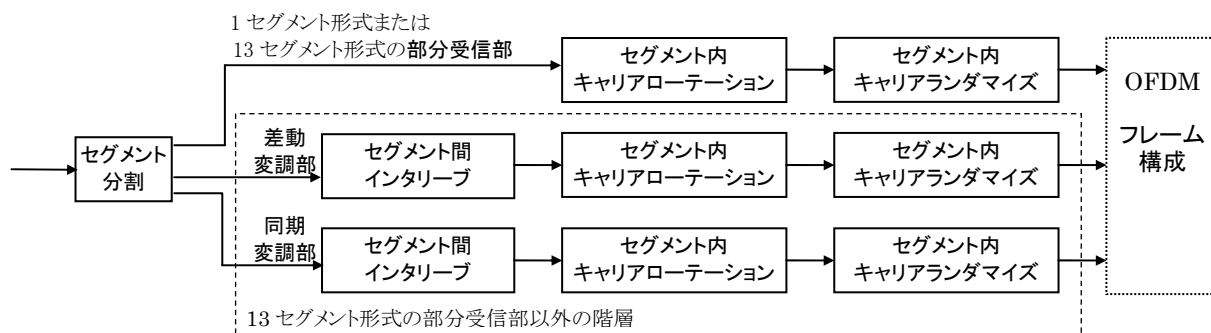 1 セグメント形式または
13 セグメント形式の部分受信部
セグメント内
キャリアローテーション
セグメント内
キャリアランダマイズ
OFDM
フレーム
構成
セグメント
分割
差動
変調部
セグメント間
インタリーブ
セグメント内
キャリアローテーション
セグメント内
キャリアランダマイズ
同期
変調部
セグメント間
インタリーブ
セグメント内
キャリアローテーション
セグメント内
キャリアランダマイズ
13 セグメント形式の部分受信部以外の階層